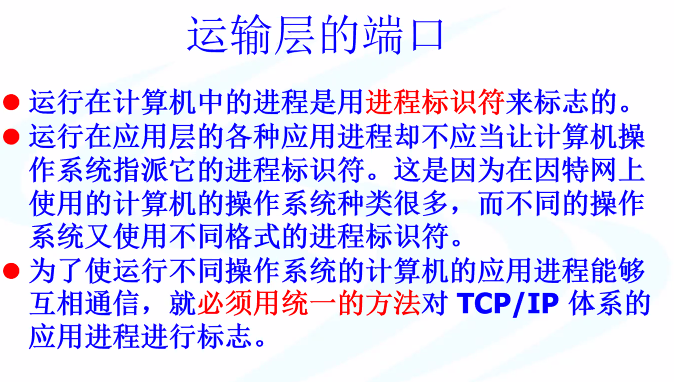 运输层的端口
运行在计算机中的进程是用进程标识符来标志的。
运行在应用层的各种应用进程却不应当让计算机操
作系统指派它的进程标识符。这是因为在因特网上
使用的计算机的操作系统种类很多，而不同的操作
系统又使用不同格式的进程标识符。
为了使运行不同操作系统的计算机的应用进程能够
互相通信，就必须用统一的方法对 TCP/IP 体系的
应用进程进行标志。